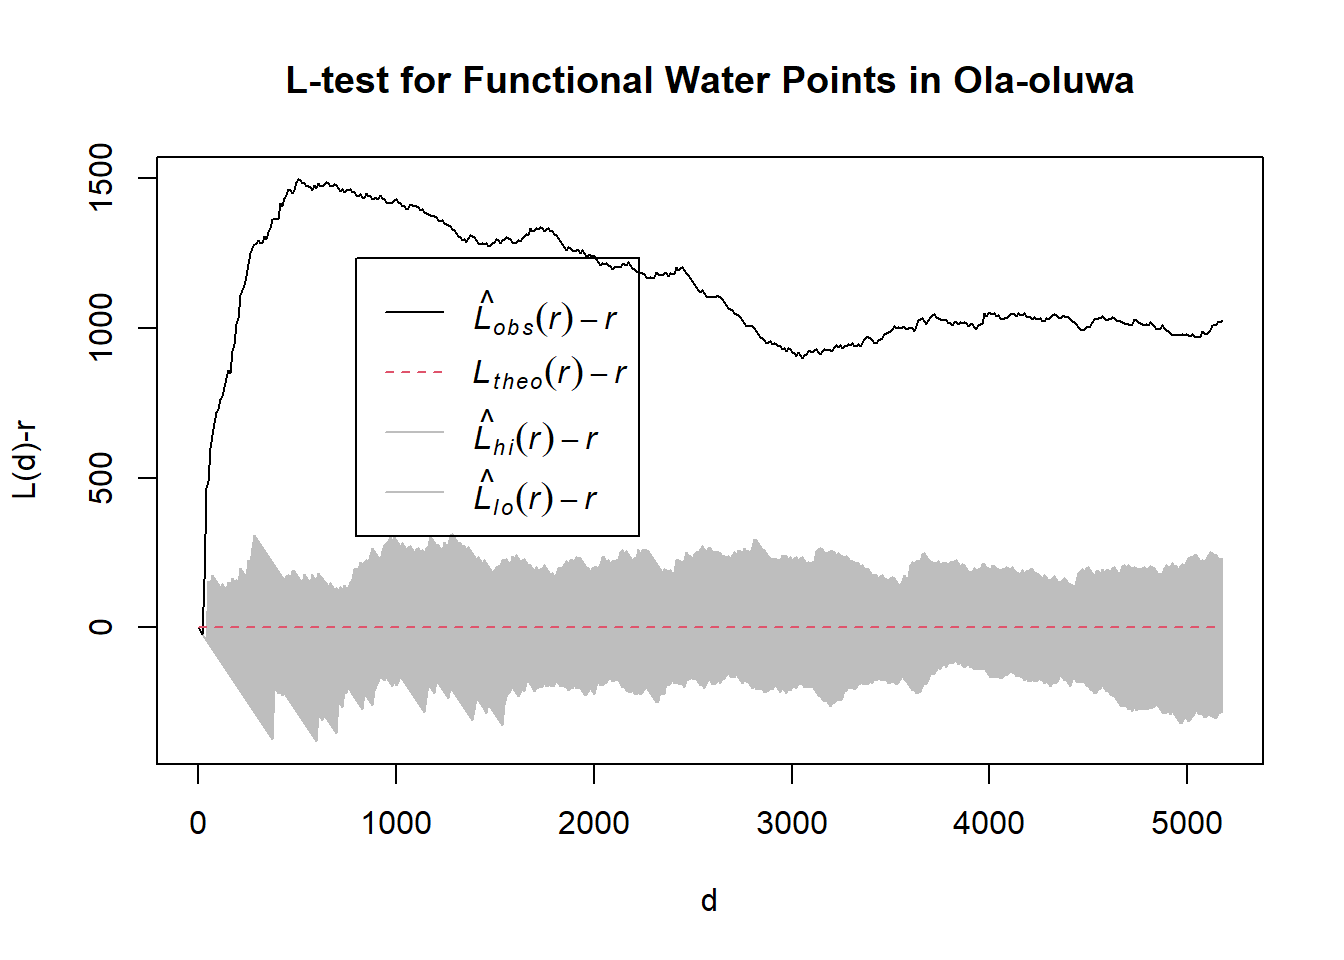 L-test for Functional Water Points in Ola-oluwa
L(d)-r
1500
1000
500
0
L̂obs(r) − r
Ltheo(r) − r
L̂hi(r) − r
L̂lo(r) − r
0 1000 2000 3000 4000 5000
d